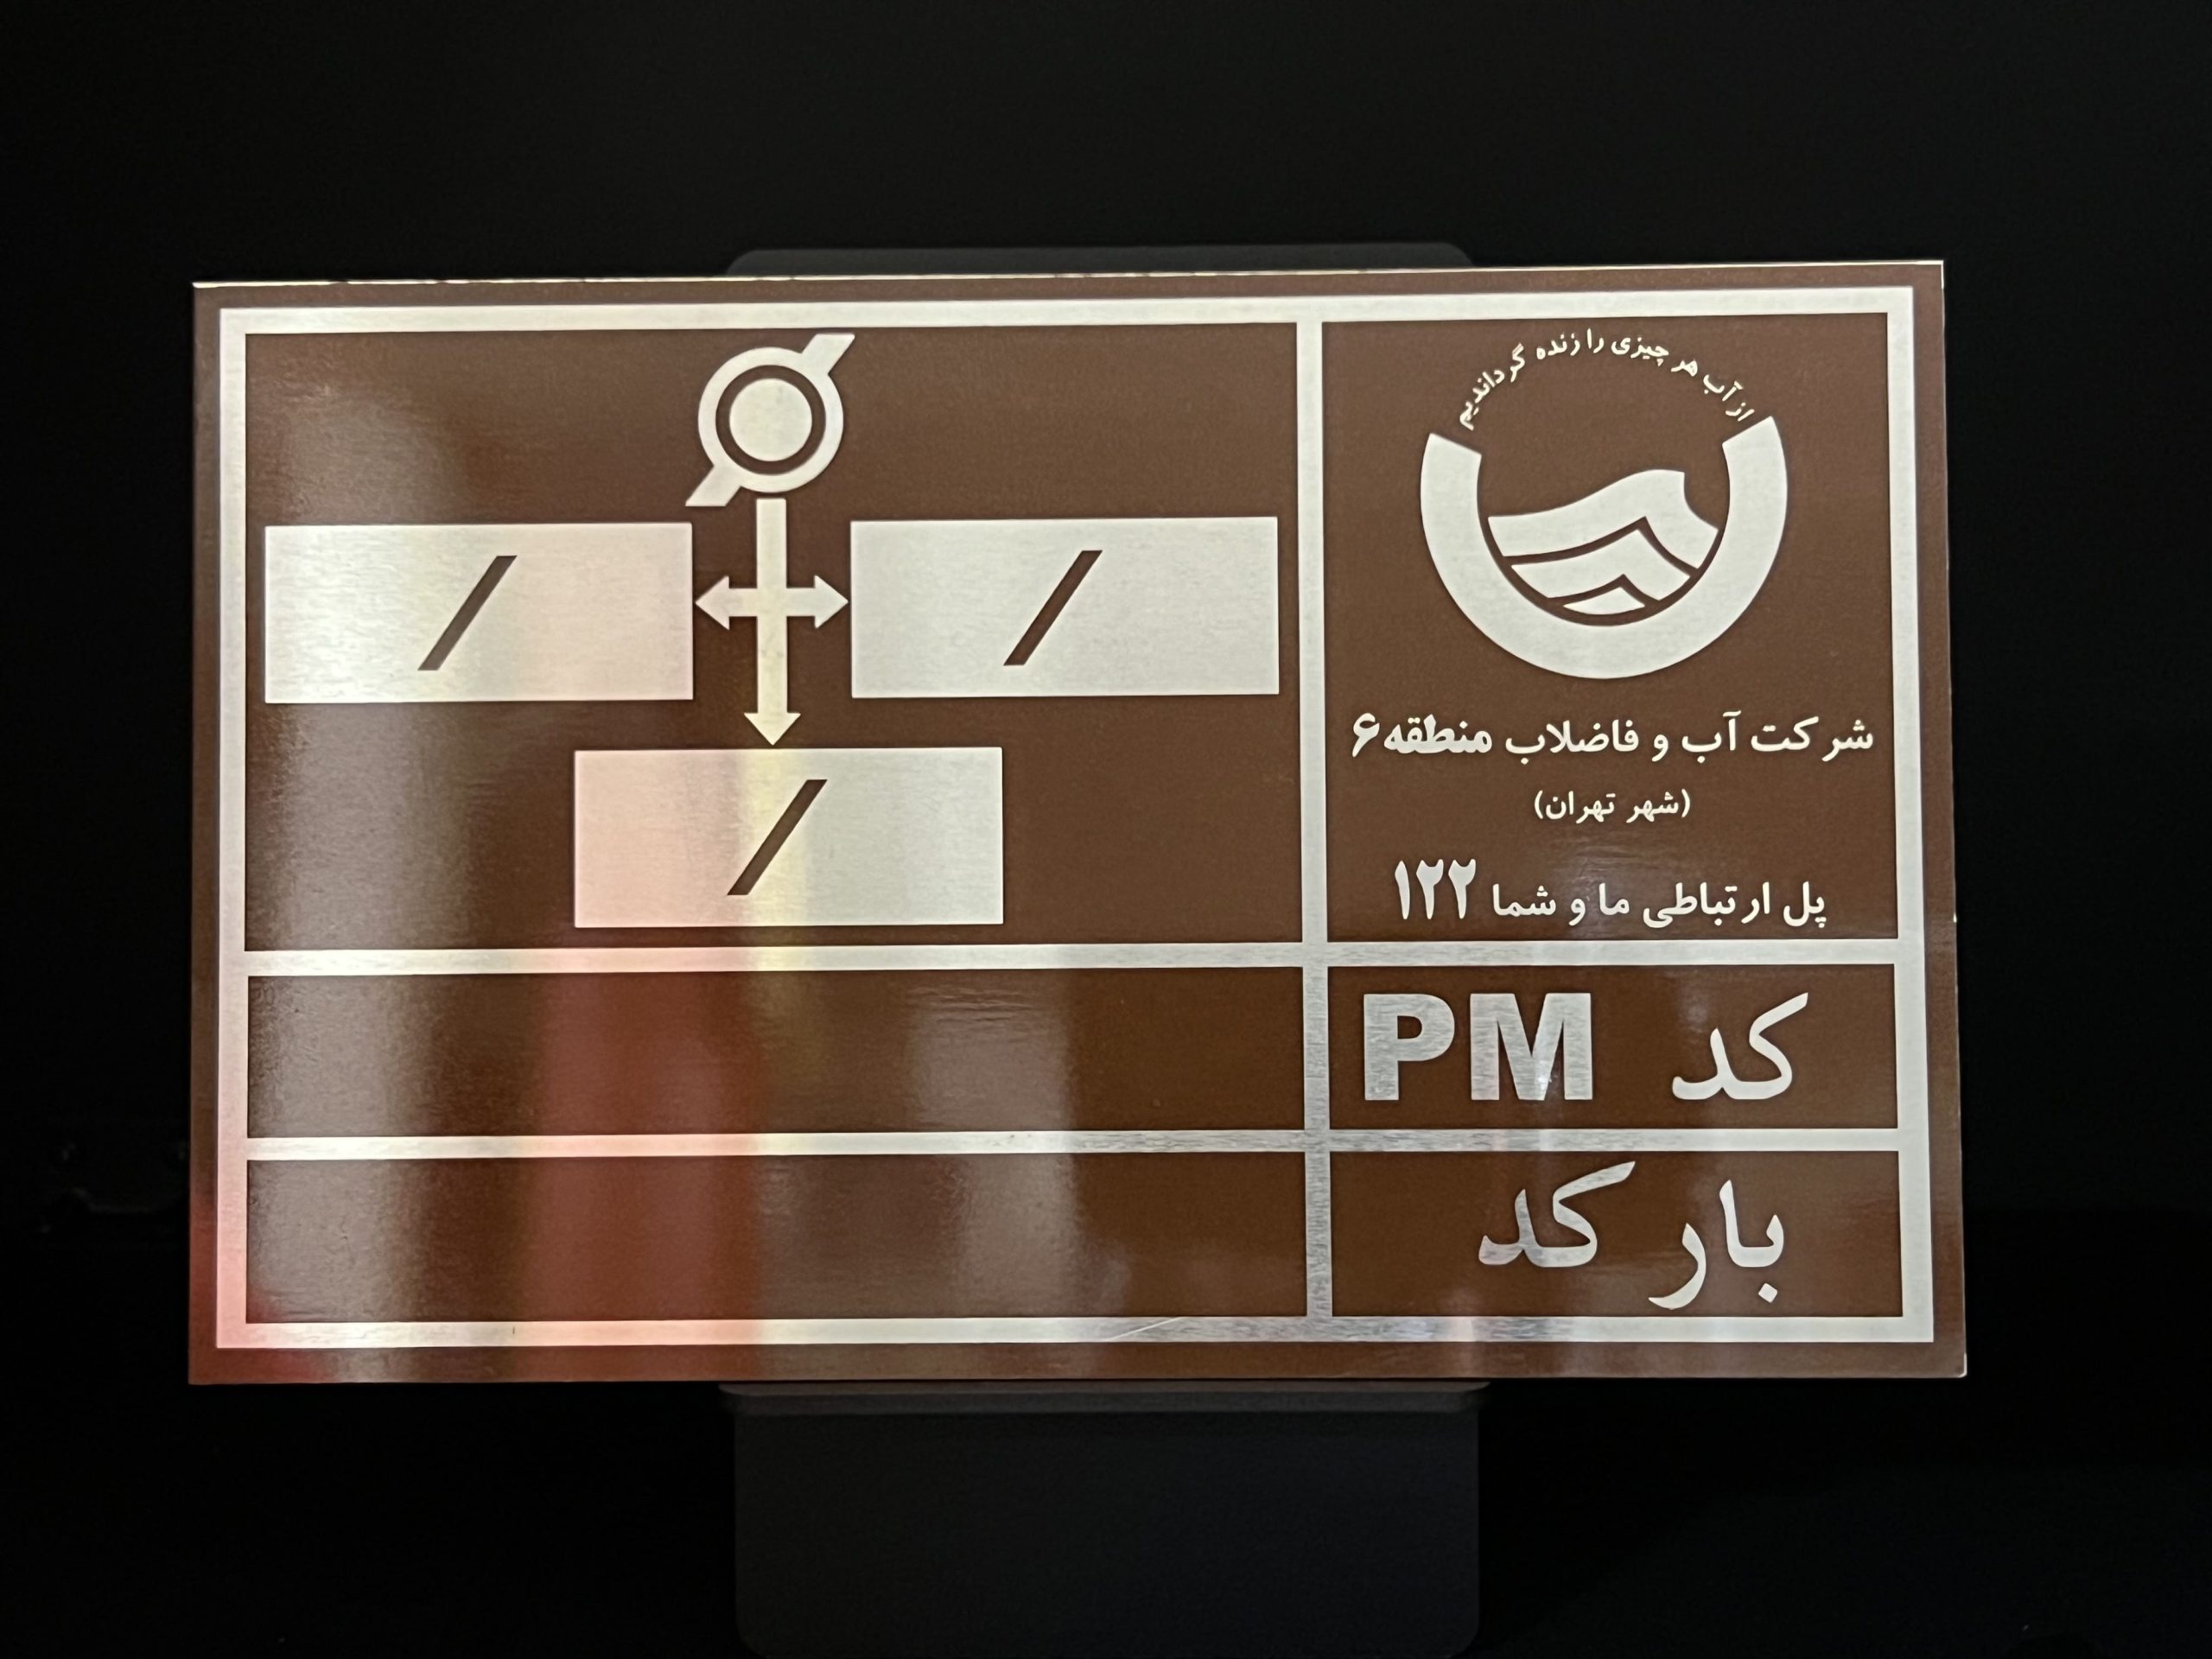 از آب هر چیزی را زنده گرداندیم
شرکت آب و فاضلاب منطقه ۶
(شهر تهران)
پل ارتباطی ما و شما ۱۲۲
/
/
/
کد PM
بار کد